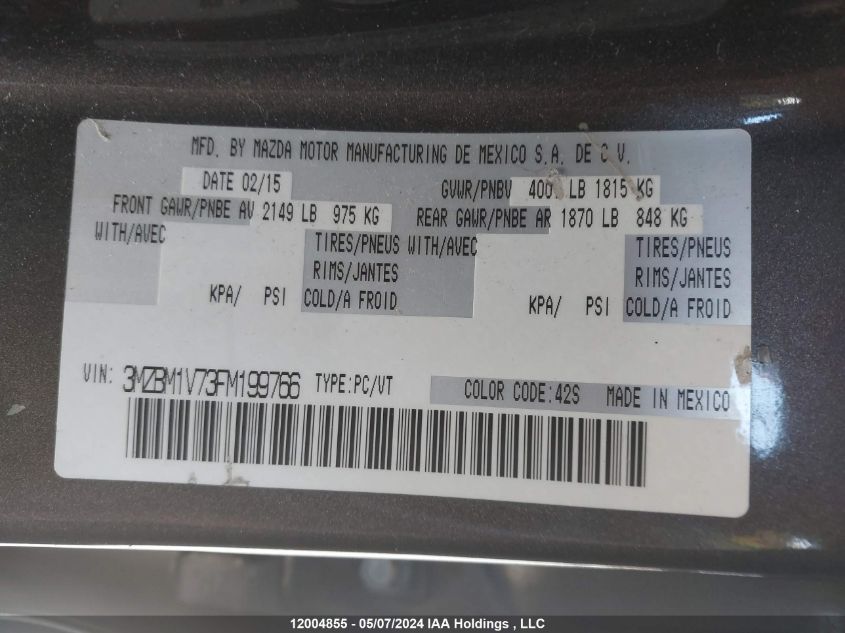 MFD. BY MAZDA MOTOR MANUFACTURING DE MEXICO S.A. DE C.V.
DATE 02/15 GVWR/PNBV LB 1815 KG
FRONT GAWR/PNBE AV 2149 LB 975 KG REAR GAWR/PNBE AR 1870 LB 848 KG
WITH/AVEC TIRES/PNEUS WITH/AVEC TIRES/PNEUS
RIMS/JANTES RIMS/JANTES
KPA/ PSI COLD/A FROID KPA/ PSI COLD/A FROID
VIN: 3MZBM1V73FM199766 TYPE:PC/VT COLOR CODE:42S MADE IN MEXICO
12004855 - 05/07/2024 IAA Holdings , LLC